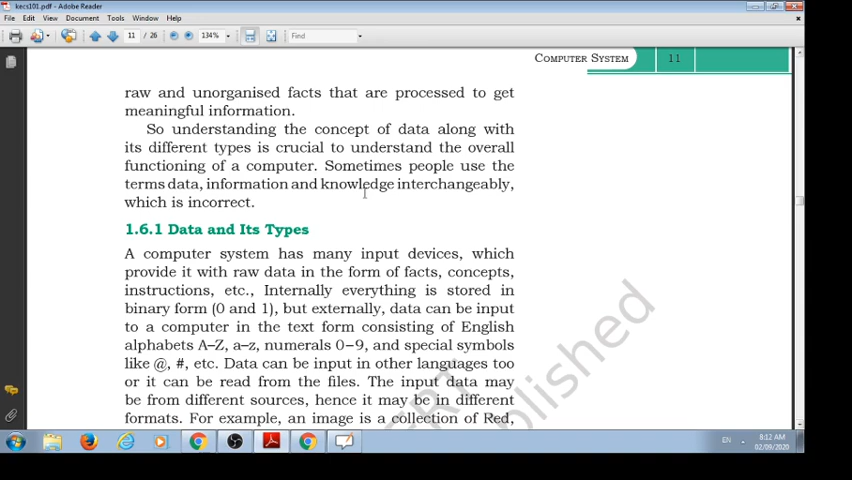 kecs101.pdf - Adobe Reader
File Edit View Document Tools Window Help
11 / 26 134% Find
COMPUTER SYSTEM 11
raw and unorganised facts that are processed to get
meaningful information.
So understanding the concept of data along with
its different types is crucial to understand the overall
functioning of a computer. Sometimes people use the
terms data, information and knowledge interchangeably,
which is incorrect.
1.6.1 Data and Its Types
A computer system has many input devices, which
provide it with raw data in the form of facts, concepts,
instructions, etc., Internally everything is stored in
binary form (0 and 1), but externally, data can be input
to a computer in the text form consisting of English
alphabets A–Z, a–z, numerals 0–9, and special symbols
like @, #, etc. Data can be input in other languages too
or it can be read from the files. The input data may
be from different sources, hence it may be in different
formats. For example, an image is a collection of Red,
EN 8:12 AM
02/09/2020